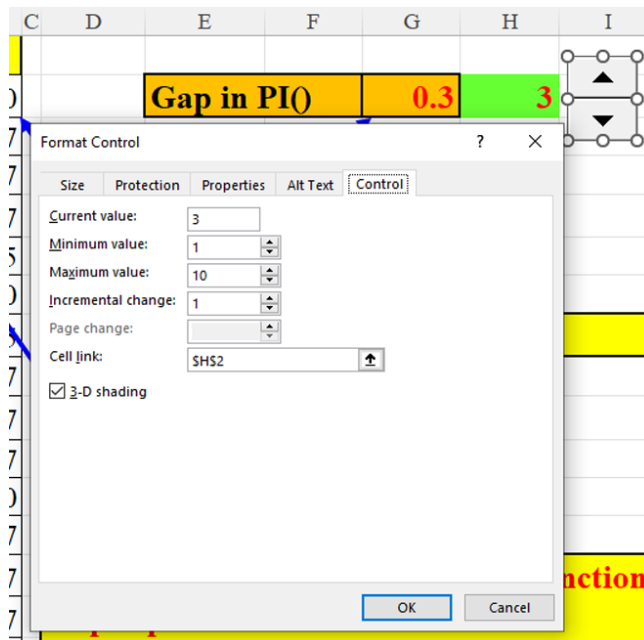 C D E F G H I
Gap in PI() 0.3 3
Format Control ?
Size Protection Properties Alt Text Control
Current value: 3
Minimum value: 1
Maximum value: 10
Incremental change: 1
Page change:
Cell link: $H$2
3-D shading
nction
OK Cancel